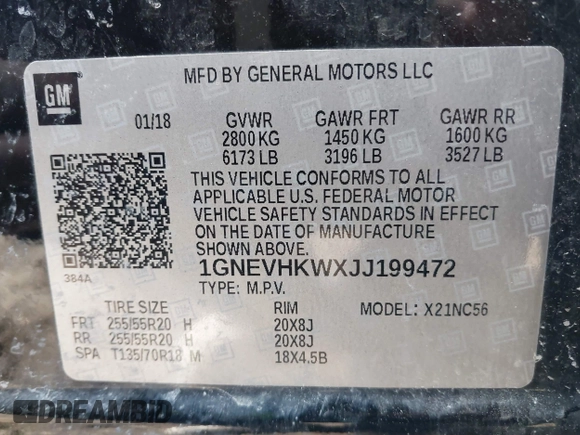 GM
MFD BY GENERAL MOTORS LLC
01/18 GVWR GAWR FRT GAWR RR
2800 KG 1450 KG 1600 KG
6173 LB 3196 LB 3527 LB
THIS VEHICLE CONFORMS TO ALL
APPLICABLE U.S. FEDERAL MOTOR
VEHICLE SAFETY STANDARDS IN EFFECT
ON THE DATE OF MANUFACTURE
SHOWN ABOVE.
384A
1GNEVHKWXJJ199472
TYPE: M.P.V.
TIRE SIZE RIM MODEL: X21NC56
FRT 255/55R20 H 20X8J
RR 255/55R20 H 20X8J
SPA T135/70R18 M 18X4.5B
DREAMBID